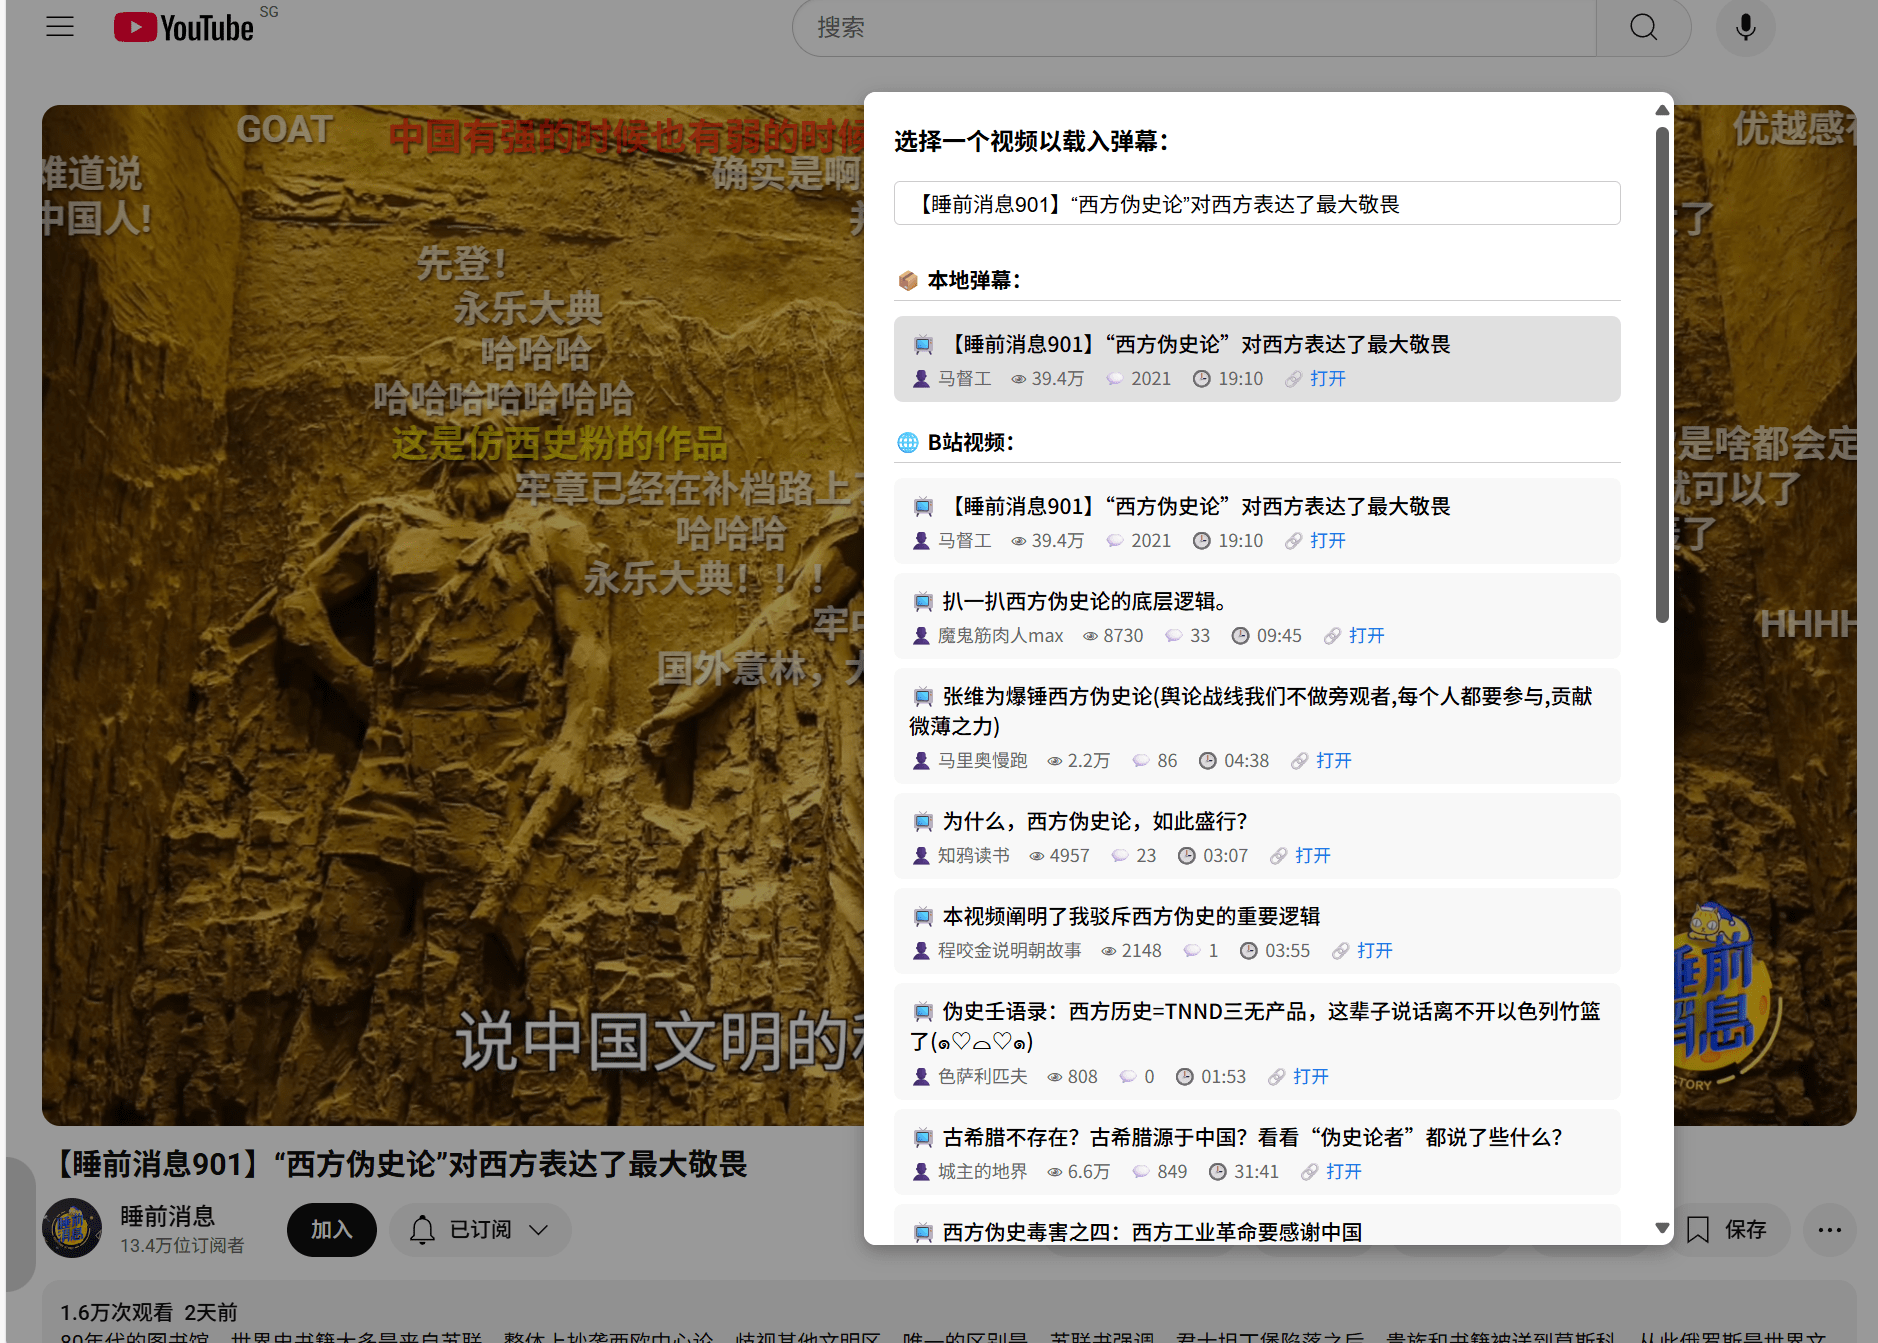 YouTube SG
搜索
GOAT
中国有强的时候也有弱的时候
优越感
难道说
确实是啊
中国人!
先登!
永乐大典
哈哈哈
哈哈哈哈哈哈哈
这是仿西史粉的作品
是啥都会定
牢章已经在补档路上了
就可以了
哈哈哈
永乐大典!!!
HHHH
国外意林,
说中国文明的
睡前消息
选择一个视频以载入弹幕:
【睡前消息901】“西方伪史论”对西方表达了最大敬畏
📦 本地弹幕:
【睡前消息901】“西方伪史论”对西方表达了最大敬畏
马督工 39.4万 2021 19:10 打开
🌐 B站视频:
【睡前消息901】“西方伪史论”对西方表达了最大敬畏
马督工 39.4万 2021 19:10 打开
扒一扒西方伪史论的底层逻辑。
魔鬼筋肉人max 8730 33 09:45 打开
张维为爆锤西方伪史论(舆论战线我们不做旁观者,每个人都要参与,贡献
微薄之力)
马里奥慢跑 2.2万 86 04:38 打开
为什么，西方伪史论，如此盛行？
知鸦读书 4957 23 03:07 打开
本视频阐明了我驳斥西方伪史的重要逻辑
程咬金说明朝故事 2148 1 03:55 打开
伪史壬语录：西方历史=TNND三无产品，这辈子说话离不开以色列竹篮
了(๑♡⌓♡๑)
色萨利匹夫 808 0 01:53 打开
古希腊不存在？古希腊源于中国？看看“伪史论者”都说了些什么？
城主的地界 6.6万 849 31:41 打开
西方伪史毒害之四：西方工业革命要感谢中国
【睡前消息901】“西方伪史论”对西方表达了最大敬畏
睡前消息
13.4万位订阅者
加入
已订阅
保存
1.6万次观看 2天前
80年代的图书馆，世界史书籍大多是来自苏联，整体上抄袭西欧中心论，歧视其他文明区，唯一的区别是，苏联书强调，君士坦丁堡陷落之后，贵族和书籍被送到莫斯科，从此俄罗斯是世界文